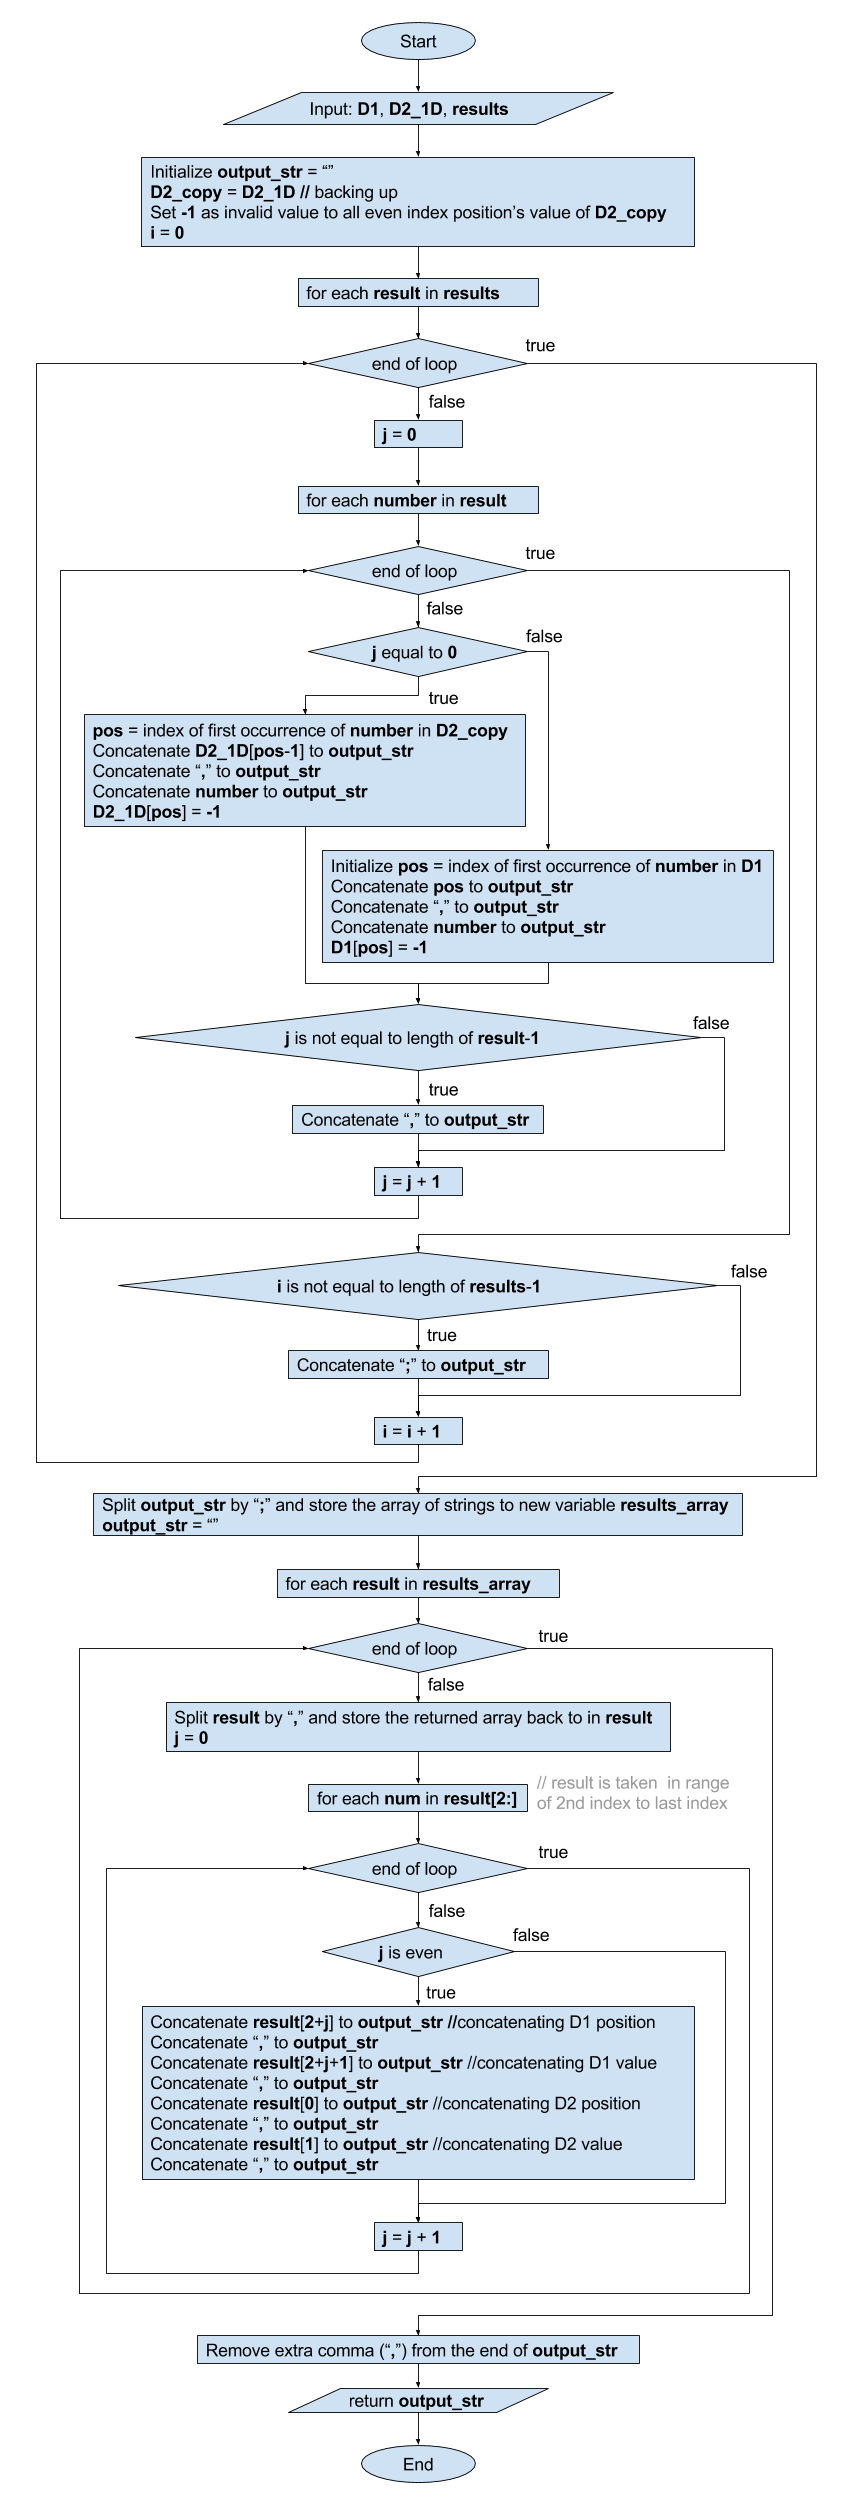 Start
Input: D1, D2_1D, results
Initialize output_str = “”
D2_copy = D2_1D // backing up
Set -1 as invalid value to all even index position’s value of D2_copy
i = 0
for each result in results
end of loop
true
false
j = 0
for each number in result
end of loop
true
false
j equal to 0
false
true
pos = index of first occurrence of number in D2_copy
Concatenate D2_1D[pos-1] to output_str
Concatenate “,” to output_str
Concatenate number to output_str
D2_1D[pos] = -1
Initialize pos = index of first occurrence of number in D1
Concatenate pos to output_str
Concatenate “,” to output_str
Concatenate number to output_str
D1[pos] = -1
j is not equal to length of result-1
false
true
Concatenate “,” to output_str
j = j + 1
i is not equal to length of results-1
false
true
Concatenate “;” to output_str
i = i + 1
Split output_str by “;” and store the array of strings to new variable results_array
output_str = “”
for each result in results_array
end of loop
true
false
Split result by “,” and store the returned array back to in result
j = 0
for each num in result[2:]
// result is taken  in range
of 2nd index to last index
end of loop
true
false
j is even
false
true
Concatenate result[2+j] to output_str //concatenating D1 position
Concatenate “,” to output_str
Concatenate result[2+j+1] to output_str //concatenating D1 value
Concatenate “,” to output_str
Concatenate result[0] to output_str //concatenating D2 position
Concatenate “,” to output_str
Concatenate result[1] to output_str //concatenating D2 value
Concatenate “,” to output_str
j = j + 1
Remove extra comma (“,”) from the end of output_str
return output_str
End